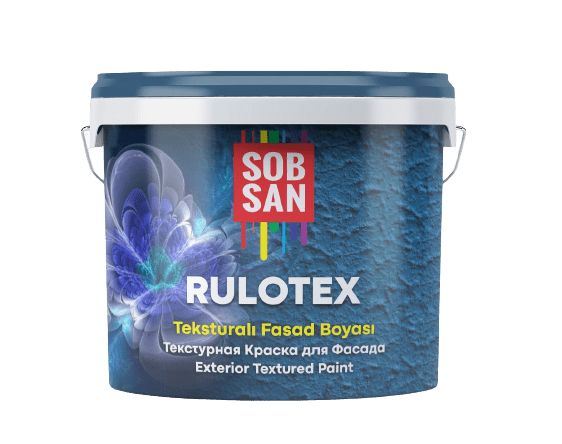 SOB
SAN
RULOTEX
Teksturalı Fasad Boyası
Текстурная Краска для Фасада
Exterior Textured Paint